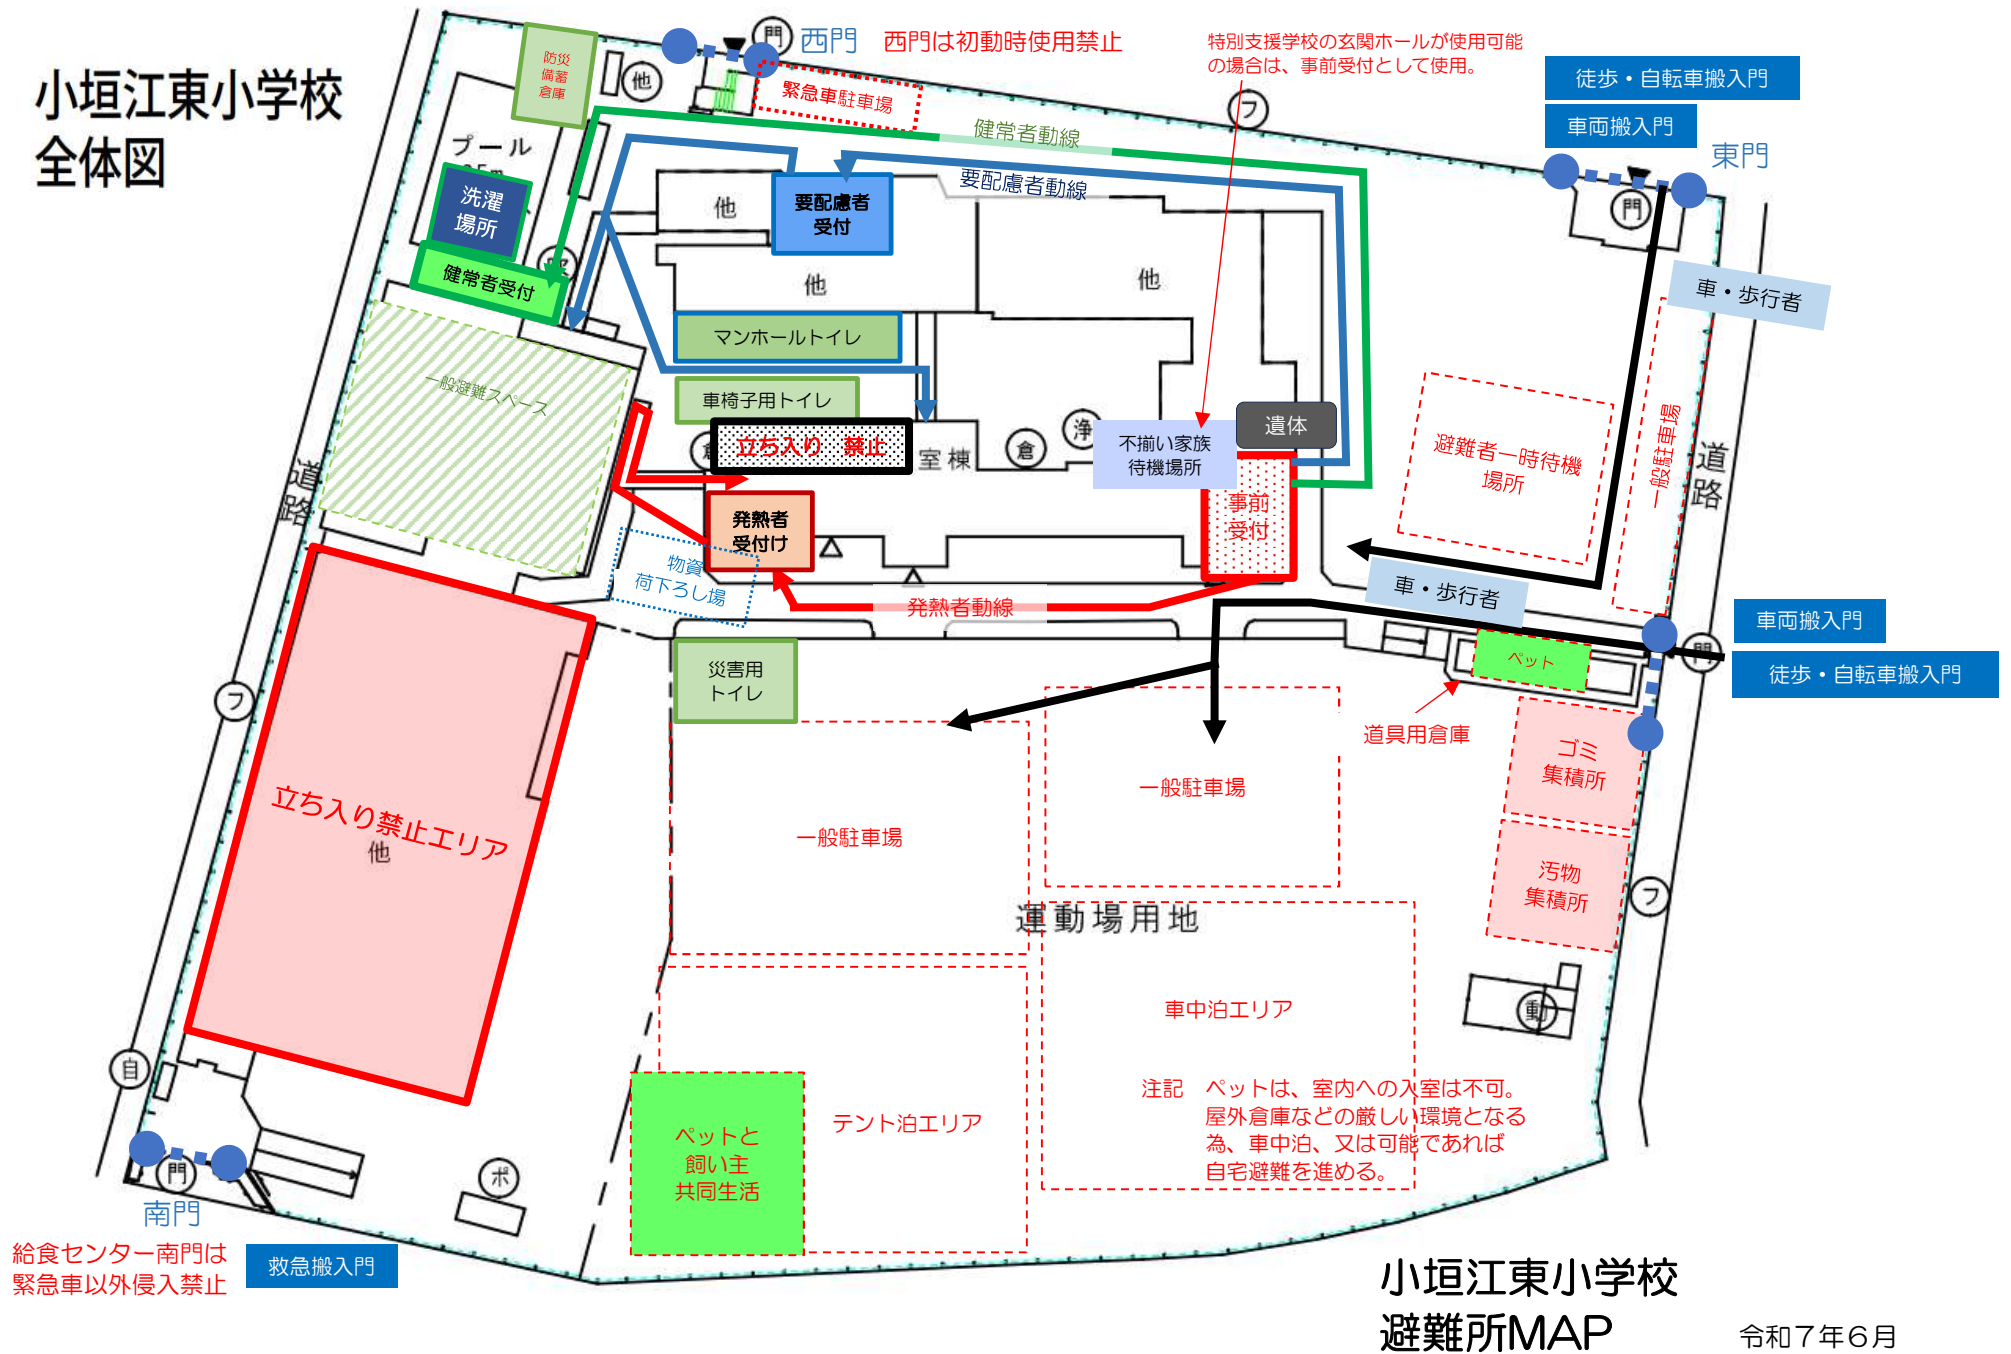 小垣江東小学校
全体図
防災
備蓄
倉庫
他
門
西門
西門は初動時使用禁止
緊急車駐車場
特別支援学校の玄関ホールが使用可能
の場合は、事前受付として使用。
フ
徒歩・自転車搬入門
車両搬入門
東門
門
プール
洗濯
場所
健常者受付
健常者動線
要配慮者動線
他
要配慮者
受付
他
他
車・歩行者
マンホールトイレ
一般避難スペース
車椅子用トイレ
立ち入り 禁止
室棟
倉
浄
不揃い家族
待機場所
遺体
事前
受付
避難者一時待機
場所
一般駐車場
道路
道路
発熱者
受付け
物資
荷下ろし場
発熱者動線
車・歩行者
車両搬入門
門
徒歩・自転車搬入門
ペット
道具用倉庫
災害用
トイレ
フ
立ち入り禁止エリア
他
一般駐車場
一般駐車場
ゴミ
集積所
汚物
集積所
フ
運動場用地
車中泊エリア
動
自
門
南門
給食センター南門は
緊急車以外侵入禁止
救急搬入門
ポ
ペットと
飼い主
共同生活
テント泊エリア
注記 ペットは、室内への入室は不可。
屋外倉庫などの厳しい環境となる
為、車中泊、又は可能であれば
自宅避難を進める。
小垣江東小学校
避難所MAP
令和7年6月